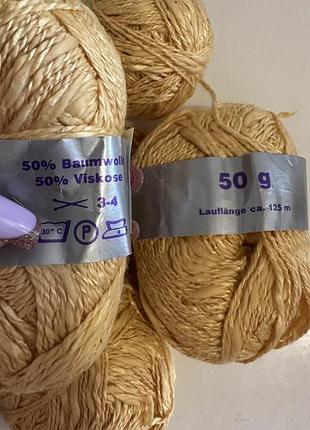 50% Baumwolle
50% Viskose
3-4
30° C
P
50 g
Lauflänge ca. 125 m